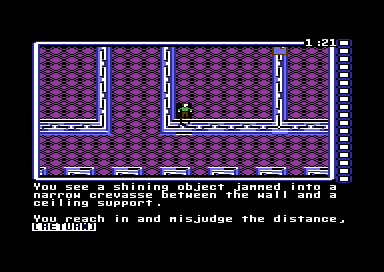 1:21
You see a shining object jammed into a
narrow crevasse between the wall and a
ceiling support.
You reach in and misjudge the distance,
[RETURN]